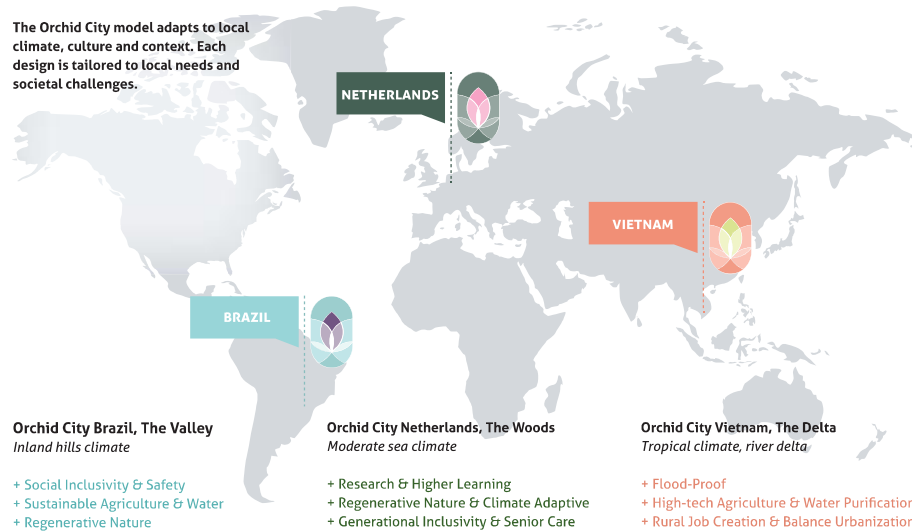 The Orchid City model adapts to local
climate, culture and context. Each
design is tailored to local needs and
societal challenges.
NETHERLANDS
VIETNAM
BRAZIL
Orchid City Brazil, The Valley
Inland hills climate
+ Social Inclusivity & Safety
+ Sustainable Agriculture & Water
+ Regenerative Nature
Orchid City Netherlands, The Woods
Moderate sea climate
+ Research & Higher Learning
+ Regenerative Nature & Climate Adaptive
+ Generational Inclusivity & Senior Care
Orchid City Vietnam, The Delta
Tropical climate, river delta
+ Flood-Proof
+ High-tech Agriculture & Water Purification
+ Rural Job Creation & Balance Urbanization